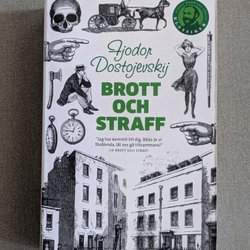 Fjodor
Dostojevskij
BROTT
OCH
STRAFF
"Jag har kommit till dig. Båda är vi
fördömda, låt oss gå tillsammans!"
UR BROTT OCH STRAFF